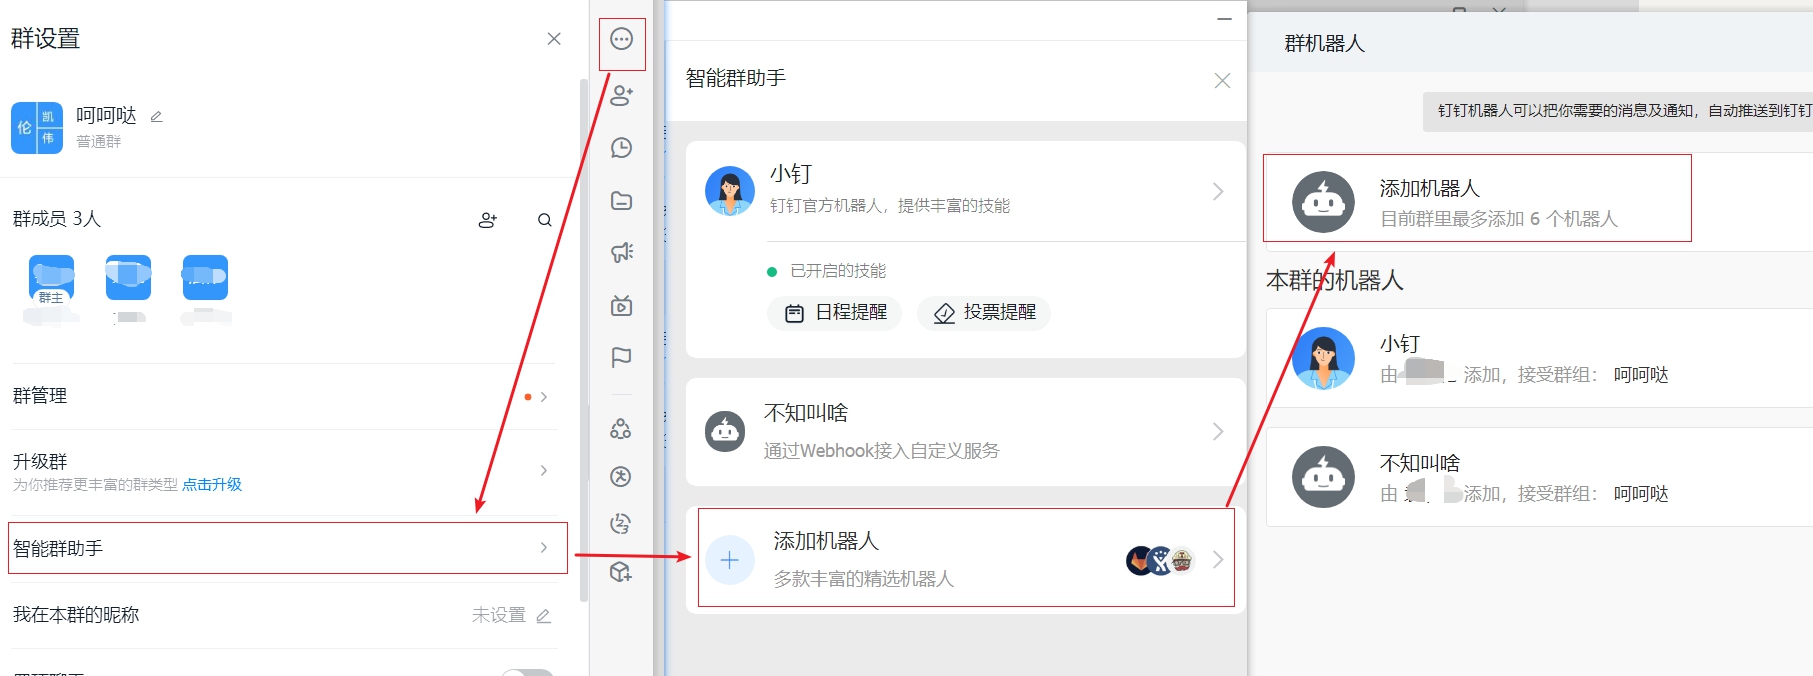 群设置
伦
凯
伟
呵呵哒
普通群
群成员 3人
群主
群管理
升级群
为你推荐更丰富的群类型 点击升级
智能群助手
我在本群的昵称
未设置
智能群助手
小钉
钉钉官方机器人，提供丰富的技能
已开启的技能
日程提醒
投票提醒
不知叫啥
通过Webhook接入自定义服务
添加机器人
多款丰富的精选机器人
群机器人
钉钉机器人可以把你需要的消息及通知，自动推送到钉钉
添加机器人
目前群里最多添加 6 个机器人
本群的机器人
小钉
由 添加，接受群组： 呵呵哒
不知叫啥
由 添加，接受群组： 呵呵哒